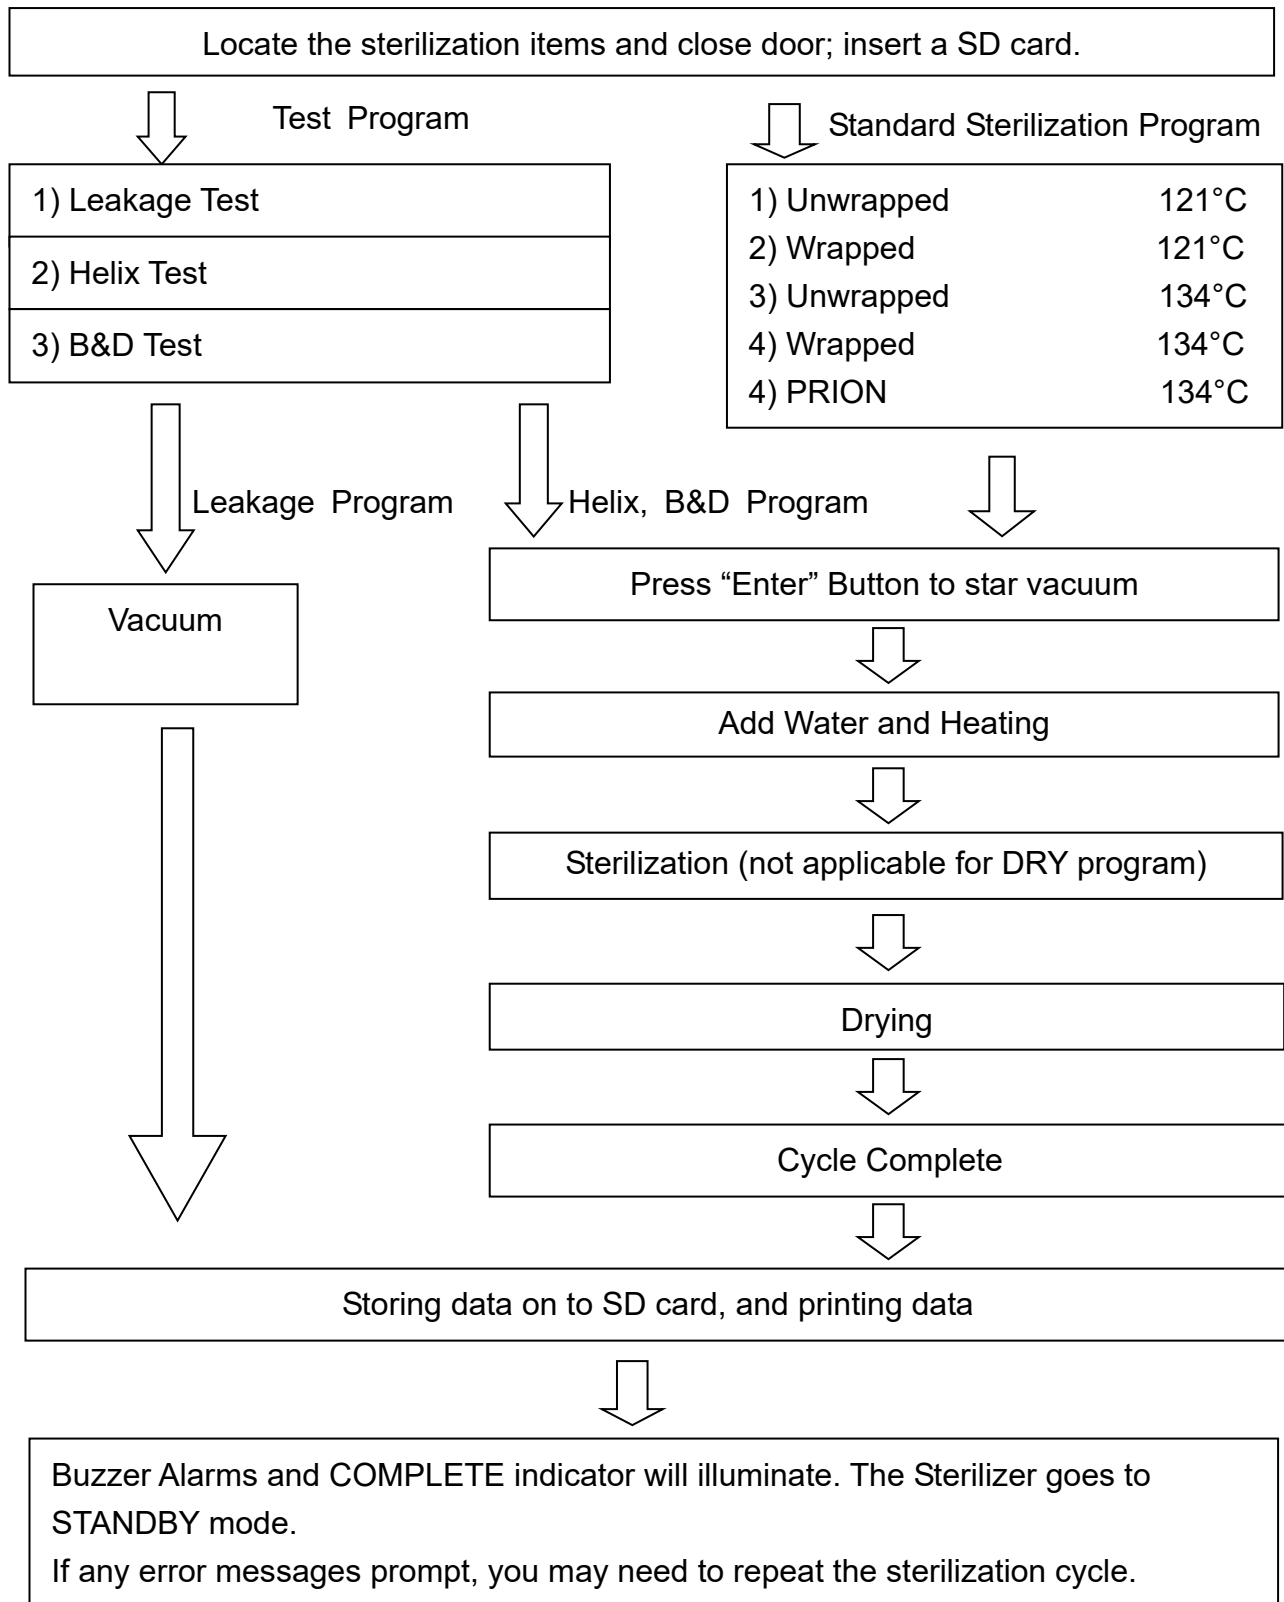 Locate the sterilization items and close door; insert a SD card.
Test Program
Standard Sterilization Program
1) Leakage Test
2) Helix Test
3) B&D Test
1) Unwrapped 121°C
2) Wrapped 121°C
3) Unwrapped 134°C
4) Wrapped 134°C
4) PRION 134°C
Leakage Program
Helix, B&D Program
Vacuum
Press “Enter” Button to star vacuum
Add Water and Heating
Sterilization (not applicable for DRY program)
Drying
Cycle Complete
Storing data on to SD card, and printing data
Buzzer Alarms and COMPLETE indicator will illuminate. The Sterilizer goes to
STANDBY mode.
If any error messages prompt, you may need to repeat the sterilization cycle.